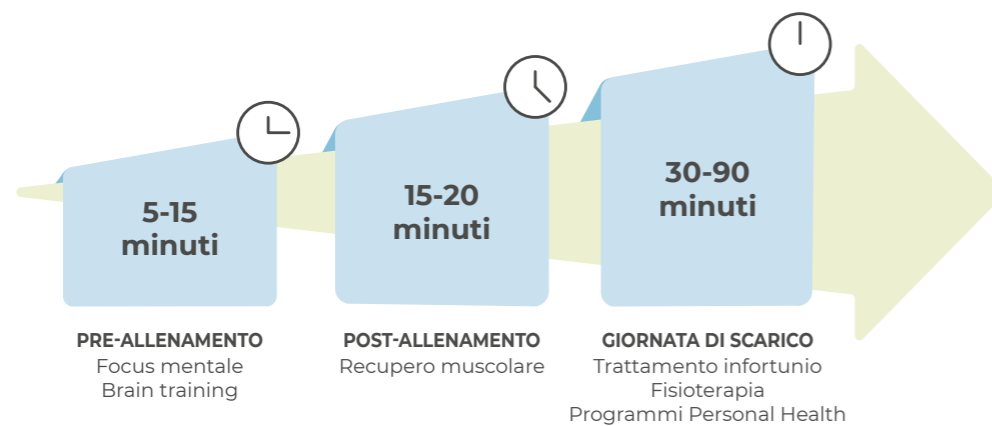 5-15
minuti
15-20
minuti
30-90
minuti
PRE-ALLENAMENTO
Focus mentale
Brain training
POST-ALLENAMENTO
Recupero muscolare
GIORNATA DI SCARICO
Trattamento infortunio
Fisioterapia
Programmi Personal Health